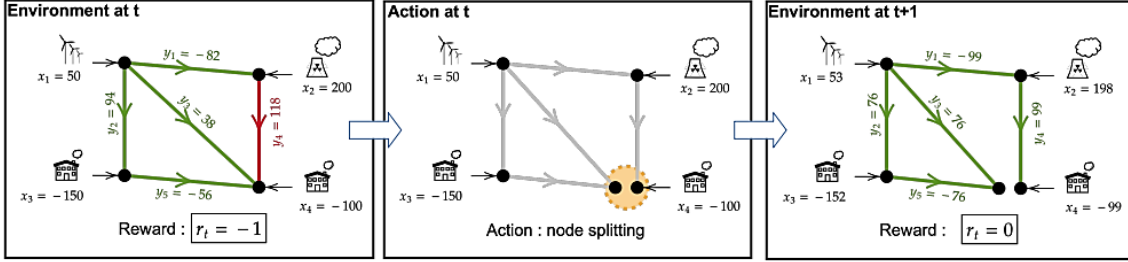 Environment at t
y₁ = −82
x₁ = 50
x₂ = 200
y₂ = 94
y₃ = 38
y₄ = 118
x₃ = −150
y₅ = −56
x₄ = −100
Reward : rₜ = −1
Action at t
x₁ = 50
x₂ = 200
x₃ = −150
x₄ = −100
Action : node splitting
Environment at t+1
y₁ = −99
x₁ = 53
x₂ = 198
y₂ = 76
y₃ = 76
y₄ = 99
x₃ = −152
y₅ = −76
x₄ = −99
Reward : rₜ = 0